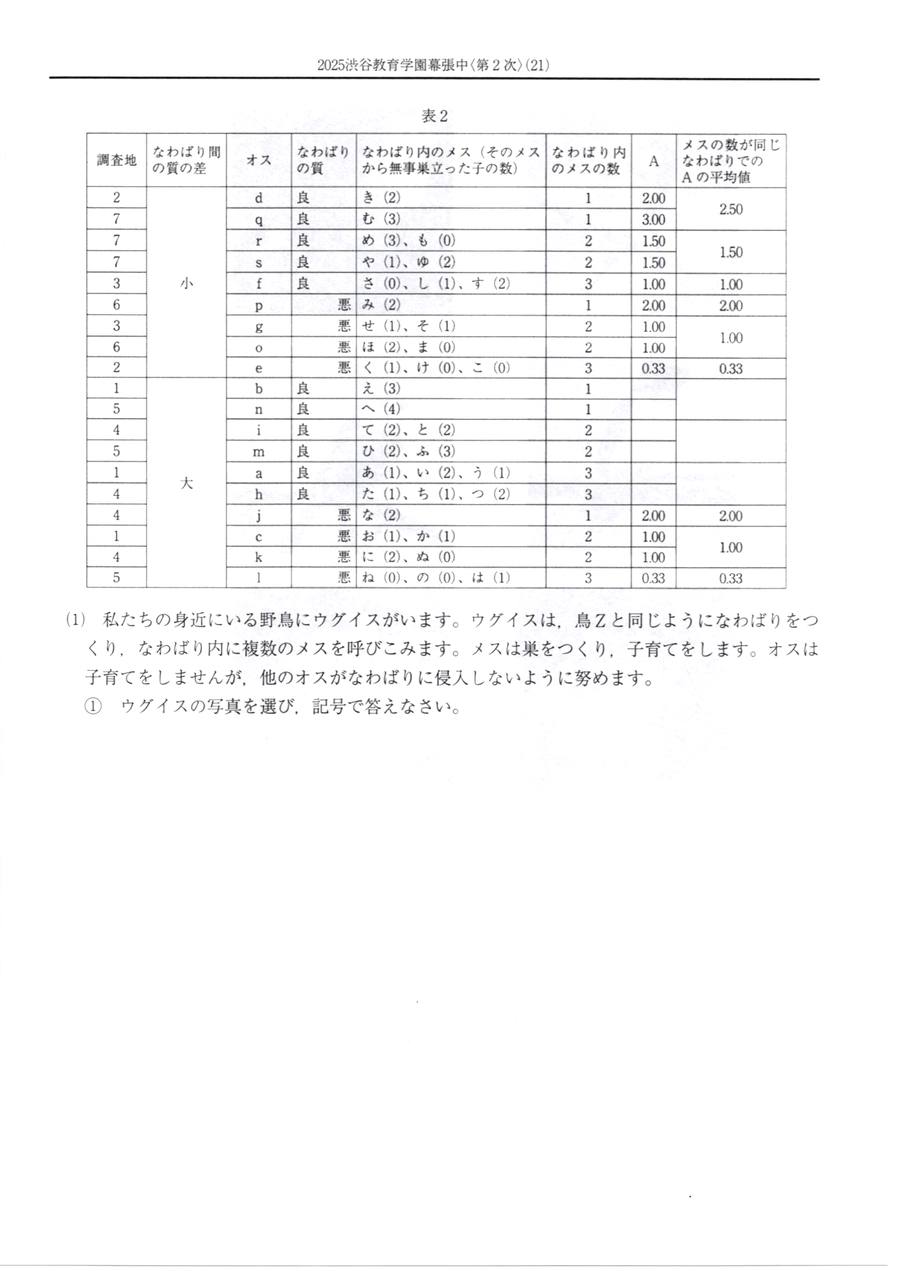 2025渋谷教育学園幕張中〈第2次〉(21)
表2
調査地 なわばり間の質の差 オス なわばりの質 なわばり内のメス（そのメスから無事巣立った子の数） なわばり内のメスの数 A メスの数が同じなわばりでのAの平均値
2 小 d 良 き（2） 1 2.00 2.50
7 q 良 む（3） 1 3.00
7 r 良 め（3）、も（0） 2 1.50 1.50
7 s 良 や（1）、ゆ（2） 2 1.50
3 f 良 さ（0）、し（1）、す（2） 3 1.00 1.00
6 p 悪 み（2） 1 2.00 2.00
3 g 悪 せ（1）、そ（1） 2 1.00 1.00
6 o 悪 ほ（2）、ま（0） 2 1.00
2 e 悪 く（1）、け（0）、こ（0） 3 0.33 0.33
1 大 b 良 え（3） 1
5 n 良 へ（4） 1
4 i 良 て（2）、と（2） 2
5 m 良 ひ（2）、ふ（3） 2
1 a 良 あ（1）、い（2）、う（1） 3
4 h 良 た（1）、ち（1）、つ（2） 3
4 j 悪 な（2） 1 2.00 2.00
1 c 悪 お（1）、か（1） 2 1.00 1.00
4 k 悪 に（2）、ぬ（0） 2 1.00
5 l 悪 ね（0）、の（0）、は（1） 3 0.33 0.33
(1) 私たちの身近にいる野鳥にウグイスがいます。ウグイスは，鳥Zと同じようになわばりをつ
くり，なわばり内に複数のメスを呼びこみます。メスは巣をつくり，子育てをします。オスは
子育てをしませんが，他のオスがなわばりに侵入しないように努めます。
① ウグイスの写真を選び，記号で答えなさい。